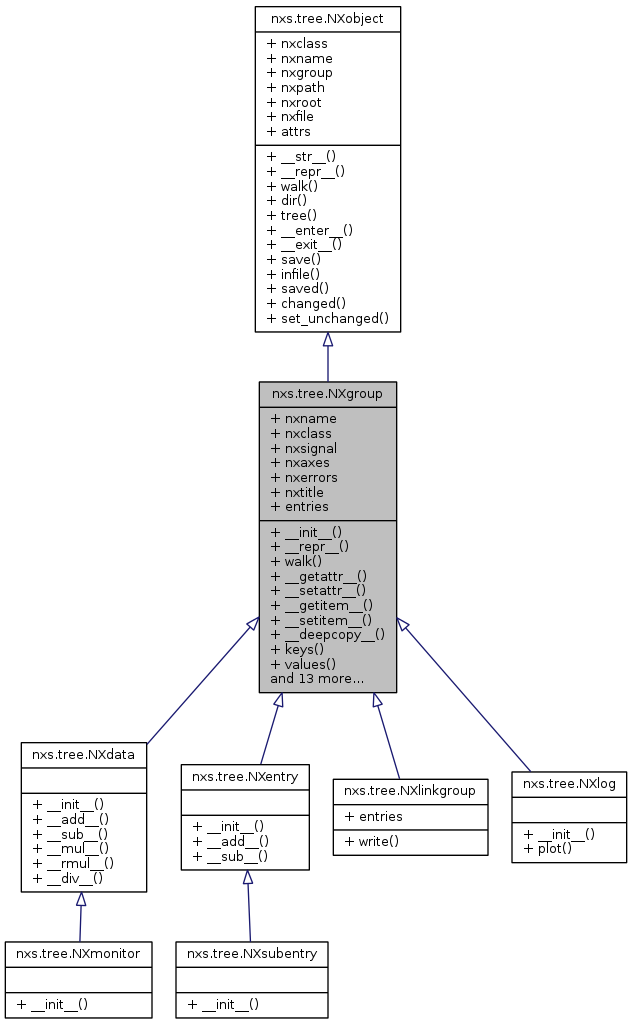 nxs.tree.NXobject
+ nxclass
+ nxname
+ nxgroup
+ nxpath
+ nxroot
+ nxfile
+ attrs
+ __str__()
+ __repr__()
+ walk()
+ dir()
+ tree()
+ __enter__()
+ __exit__()
+ save()
+ infile()
+ saved()
+ changed()
+ set_unchanged()
nxs.tree.NXgroup
+ nxname
+ nxclass
+ nxsignal
+ nxaxes
+ nxerrors
+ nxtitle
+ entries
+ __init__()
+ __repr__()
+ walk()
+ __getattr__()
+ __setattr__()
+ __getitem__()
+ __setitem__()
+ __deepcopy__()
+ keys()
+ values()
and 13 more...
nxs.tree.NXdata
+ __init__()
+ __add__()
+ __sub__()
+ __mul__()
+ __rmul__()
+ __div__()
nxs.tree.NXentry
+ __init__()
+ __add__()
+ __sub__()
nxs.tree.NXlinkgroup
+ entries
+ write()
nxs.tree.NXlog
+ __init__()
+ plot()
nxs.tree.NXmonitor
+ __init__()
nxs.tree.NXsubentry
+ __init__()